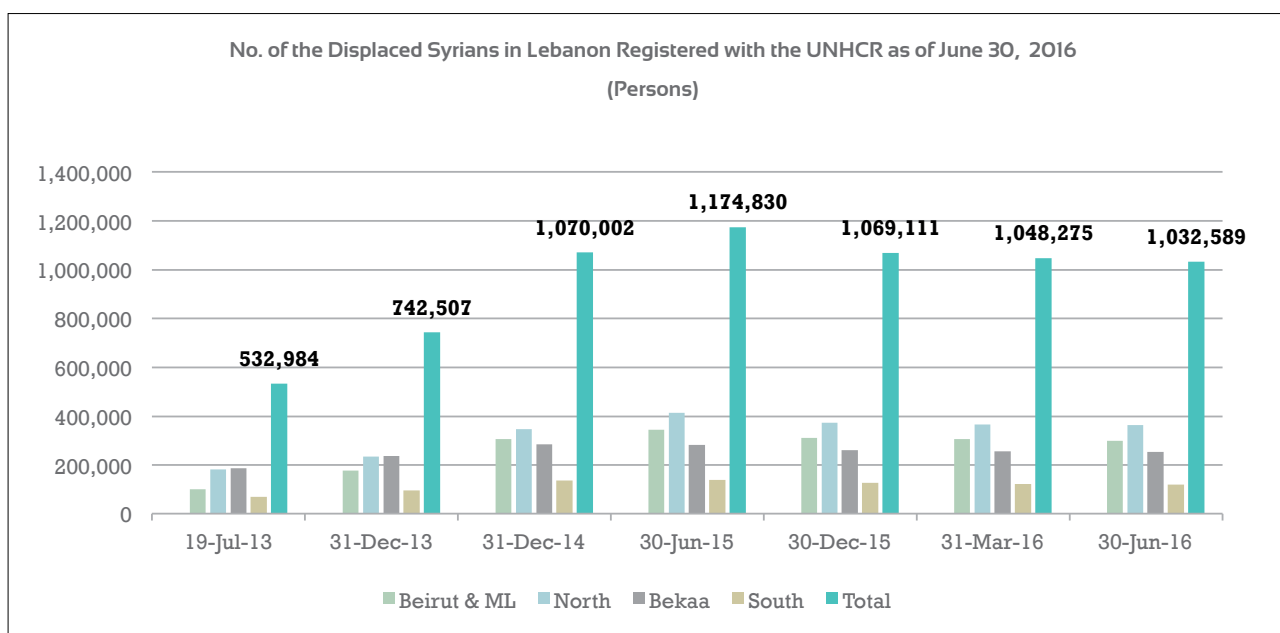 No. of the Displaced Syrians in Lebanon Registered with the UNHCR as of June 30, 2016
(Persons)
1,400,000
1,200,000
1,000,000
800,000
600,000
400,000
200,000
0
532,984
742,507
1,070,002
1,174,830
1,069,111
1,048,275
1,032,589
19-Jul-13
31-Dec-13
31-Dec-14
30-Jun-15
30-Dec-15
31-Mar-16
30-Jun-16
Beirut & ML North Bekaa South Total